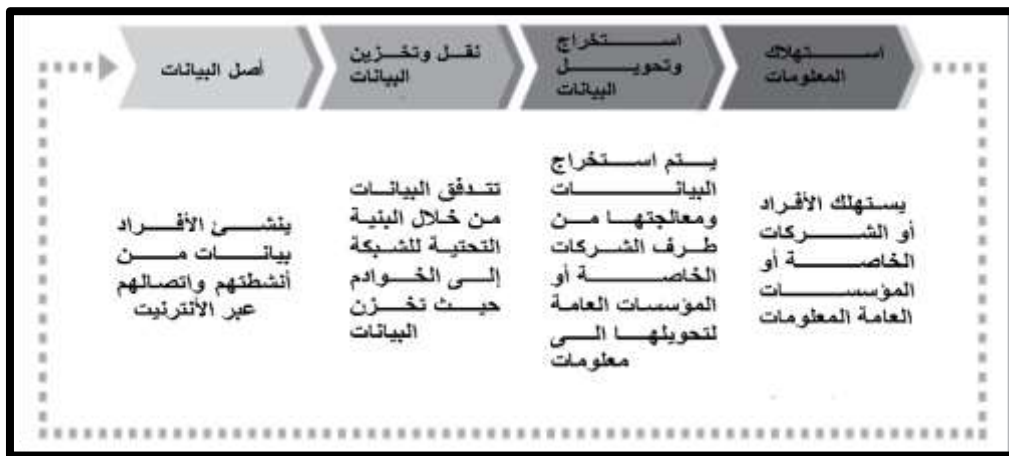 أصل البيانات
نقل وتخزين
البيانات
استخراج
وتحويل
البيانات
استهلاك
المعلومات
ينشئ الأفراد
بيانات من
أنشطتهم واتصالهم
عبر الأنترنيت
تتدفق البيانات
من خلال البنية
التحتية للشبكة
إلى الخوادم
حيث تخزن
البيانات
يتم استخراج
البيانات
ومعالجتها من
طرف الشركات
الخاصة أو
المؤسسات العامة
لتحويلها الى
معلومات
يستهلك الأفراد
أو الشركات
الخاصة أو
المؤسسات
العامة المعلومات